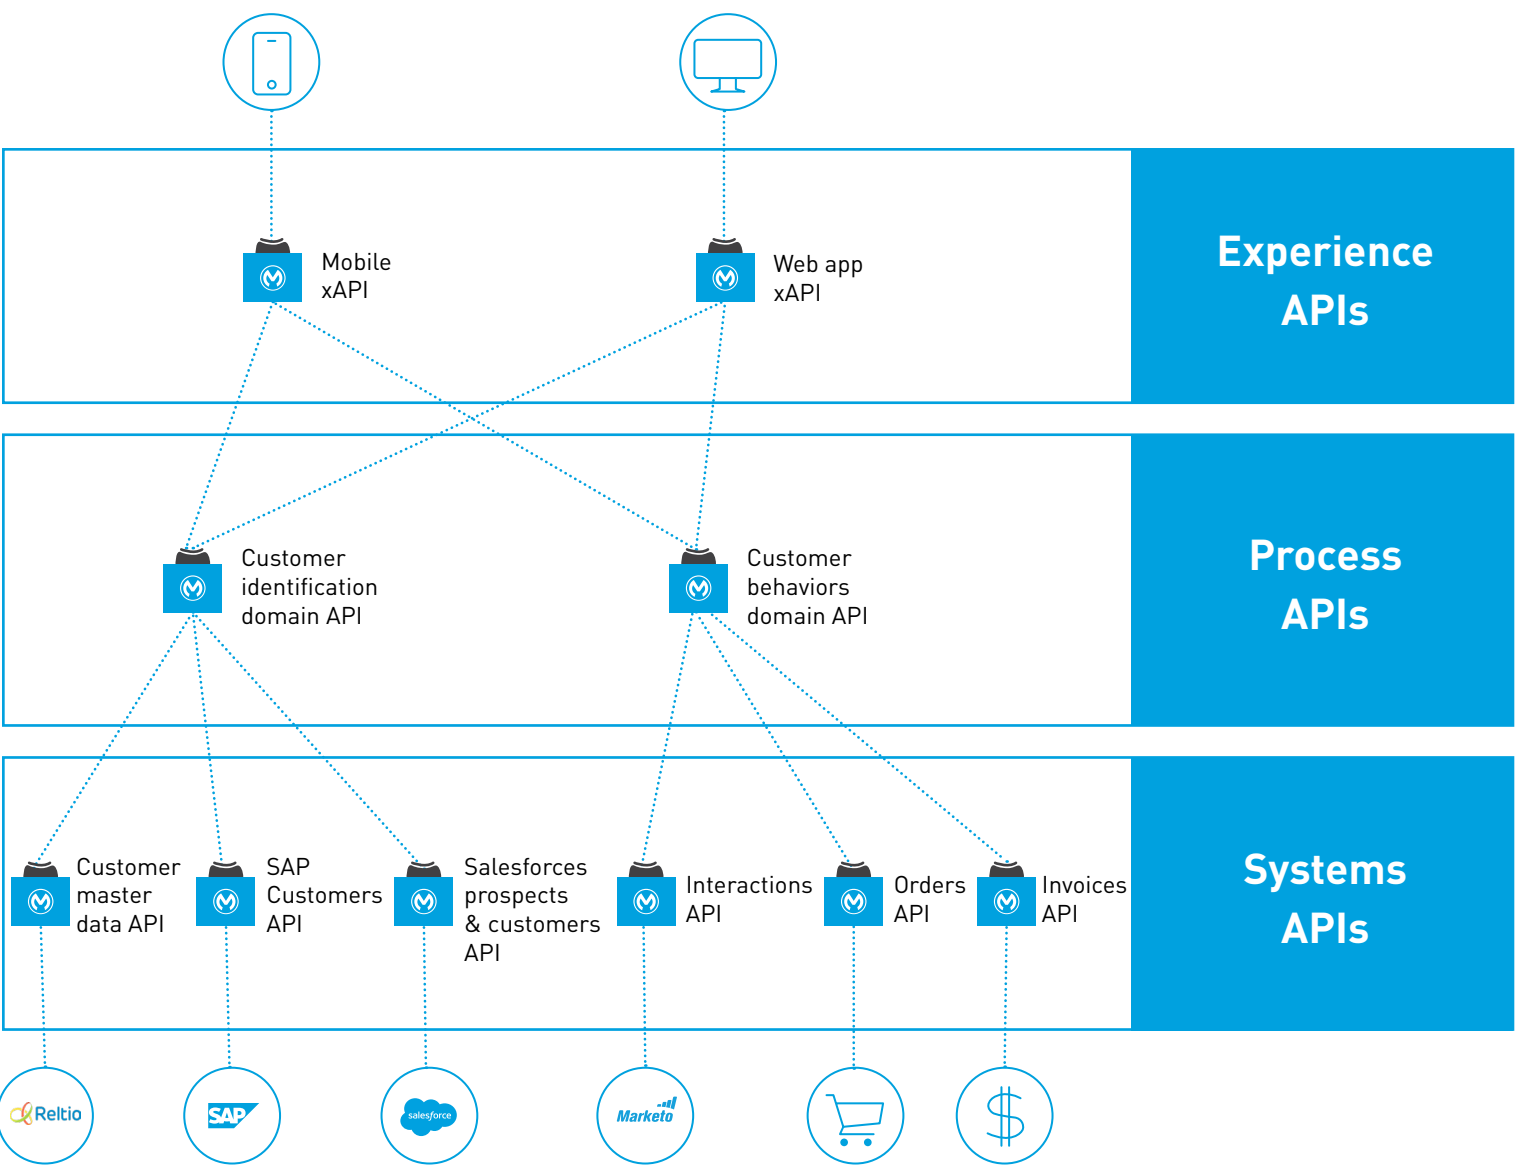 Mobile
xAPI
Web app
xAPI
Experience
APIs
Customer
identification
domain API
Customer
behaviors
domain API
Process
APIs
Customer
master
data API
SAP
Customers
API
Salesforces
prospects
& customers
API
Interactions
API
Orders
API
Invoices
API
Systems
APIs
Reltio
SAP
salesforce
Marketo
$